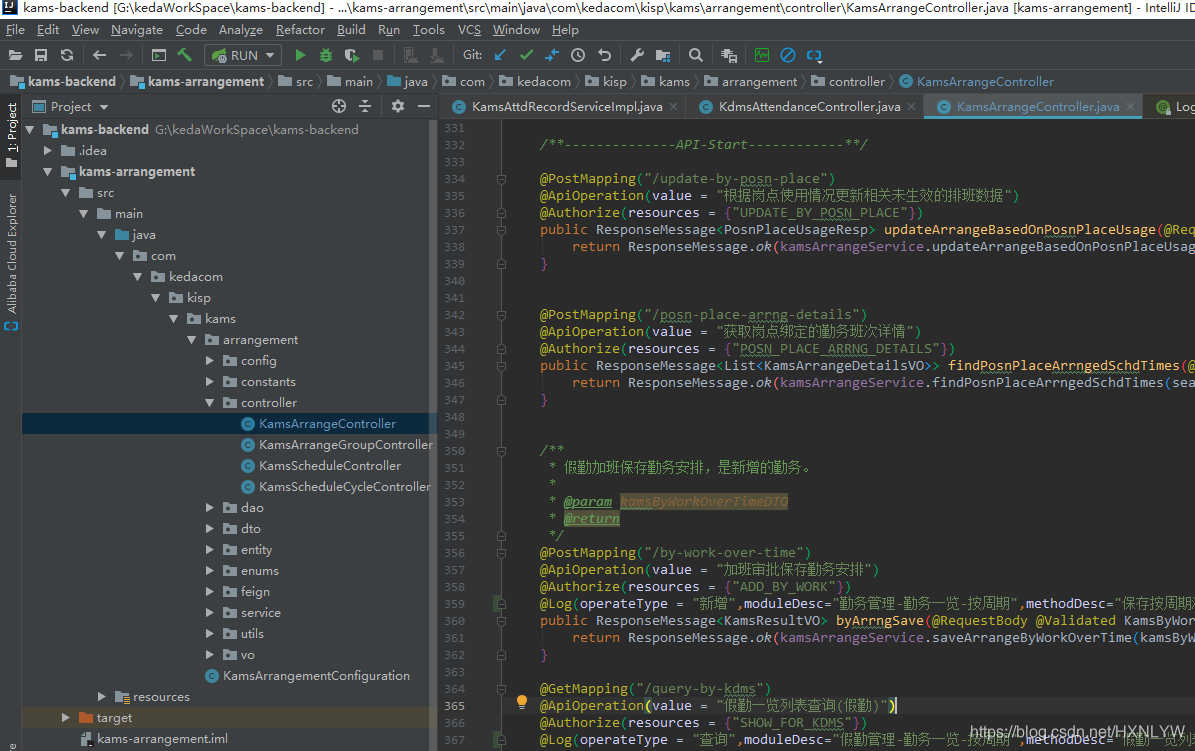 kams-backend [G:\kedaWorkSpace\kams-backend] - ...\kams-arrangement\src\main\java\com\kedacom\kisp\kams\arrangement\controller\KamsArrangeController.java [kams-arrangement] - IntelliJ ID
File Edit View Navigate Code Analyze Refactor Build Run Tools VCS Window Help
RUN Git:
kams-backend kams-arrangement src main java com kedacom kisp kams arrangement controller KamsArrangeController
1: Project
Alibaba Cloud Explorer
Project
kams-backend G:\kedaWorkSpace\kams-backend
.idea
kams-arrangement
src
main
java
com
kedacom
kisp
kams
arrangement
config
constants
controller
KamsArrangeController
KamsArrangeGroupController
KamsScheduleController
KamsScheduleCycleController
dao
dto
entity
enums
feign
service
utils
vo
KamsArrangementConfiguration
resources
target
kams-arrangement.iml
KamsAttdRecordServiceImpl.java KdmsAttendanceController.java KamsArrangeController.java Log
331
332 /**--------------API-Start------------**/
333
334 @PostMapping("/update-by-posn-place")
335 @ApiOperation(value = "根据岗点使用情况更新相关未生效的排班数据")
336 @Authorize(resources = {"UPDATE_BY_POSN_PLACE"})
337 public ResponseMessage<PosnPlaceUsageResp> updateArrangeBasedOnPosnPlaceUsage(@Req
338 return ResponseMessage.ok(kamsArrangeService.updateArrangeBasedOnPosnPlaceUsag
339 }
340
341
342 @PostMapping("/posn-place-arrng-details")
343 @ApiOperation(value = "获取岗点绑定的勤务班次详情")
344 @Authorize(resources = {"POSN_PLACE_ARRNG_DETAILS"})
345 public ResponseMessage<List<KamsArrangeDetailsVO>> findPosnPlaceArrngedSchdTimes(@
346 return ResponseMessage.ok(kamsArrangeService.findPosnPlaceArrngedSchdTimes(sea
347 }
348
349
350 /**
351 * 假勤加班保存勤务安排，是新增的勤务。
352 *
353 * @param kamsByWorkOverTimeDTO
354 * @return
355 */
356 @PostMapping("/by-work-over-time")
357 @ApiOperation(value = "加班审批保存勤务安排")
358 @Authorize(resources = {"ADD_BY_WORK"})
359 @Log(operateType = "新增",moduleDesc="勤务管理-勤务一览-按周期",methodDesc="保存按周期
360 public ResponseMessage<KamsResultVO> byArrngSave(@RequestBody @Validated KamsByWor
361 return ResponseMessage.ok(kamsArrangeService.saveArrangeByWorkOverTime(kamsByW
362 }
363
364 @GetMapping("/query-by-kdms")
365 @ApiOperation(value = "假勤一览列表查询(假勤)")
366 @Authorize(resources = {"SHOW_FOR_KDMS"})
367 @Log(operateType = "查询",moduleDesc="假勤管理-勤务一览-按周期",methodDesc="假勤一览列
https://blog.csdn.net/HXNLYW